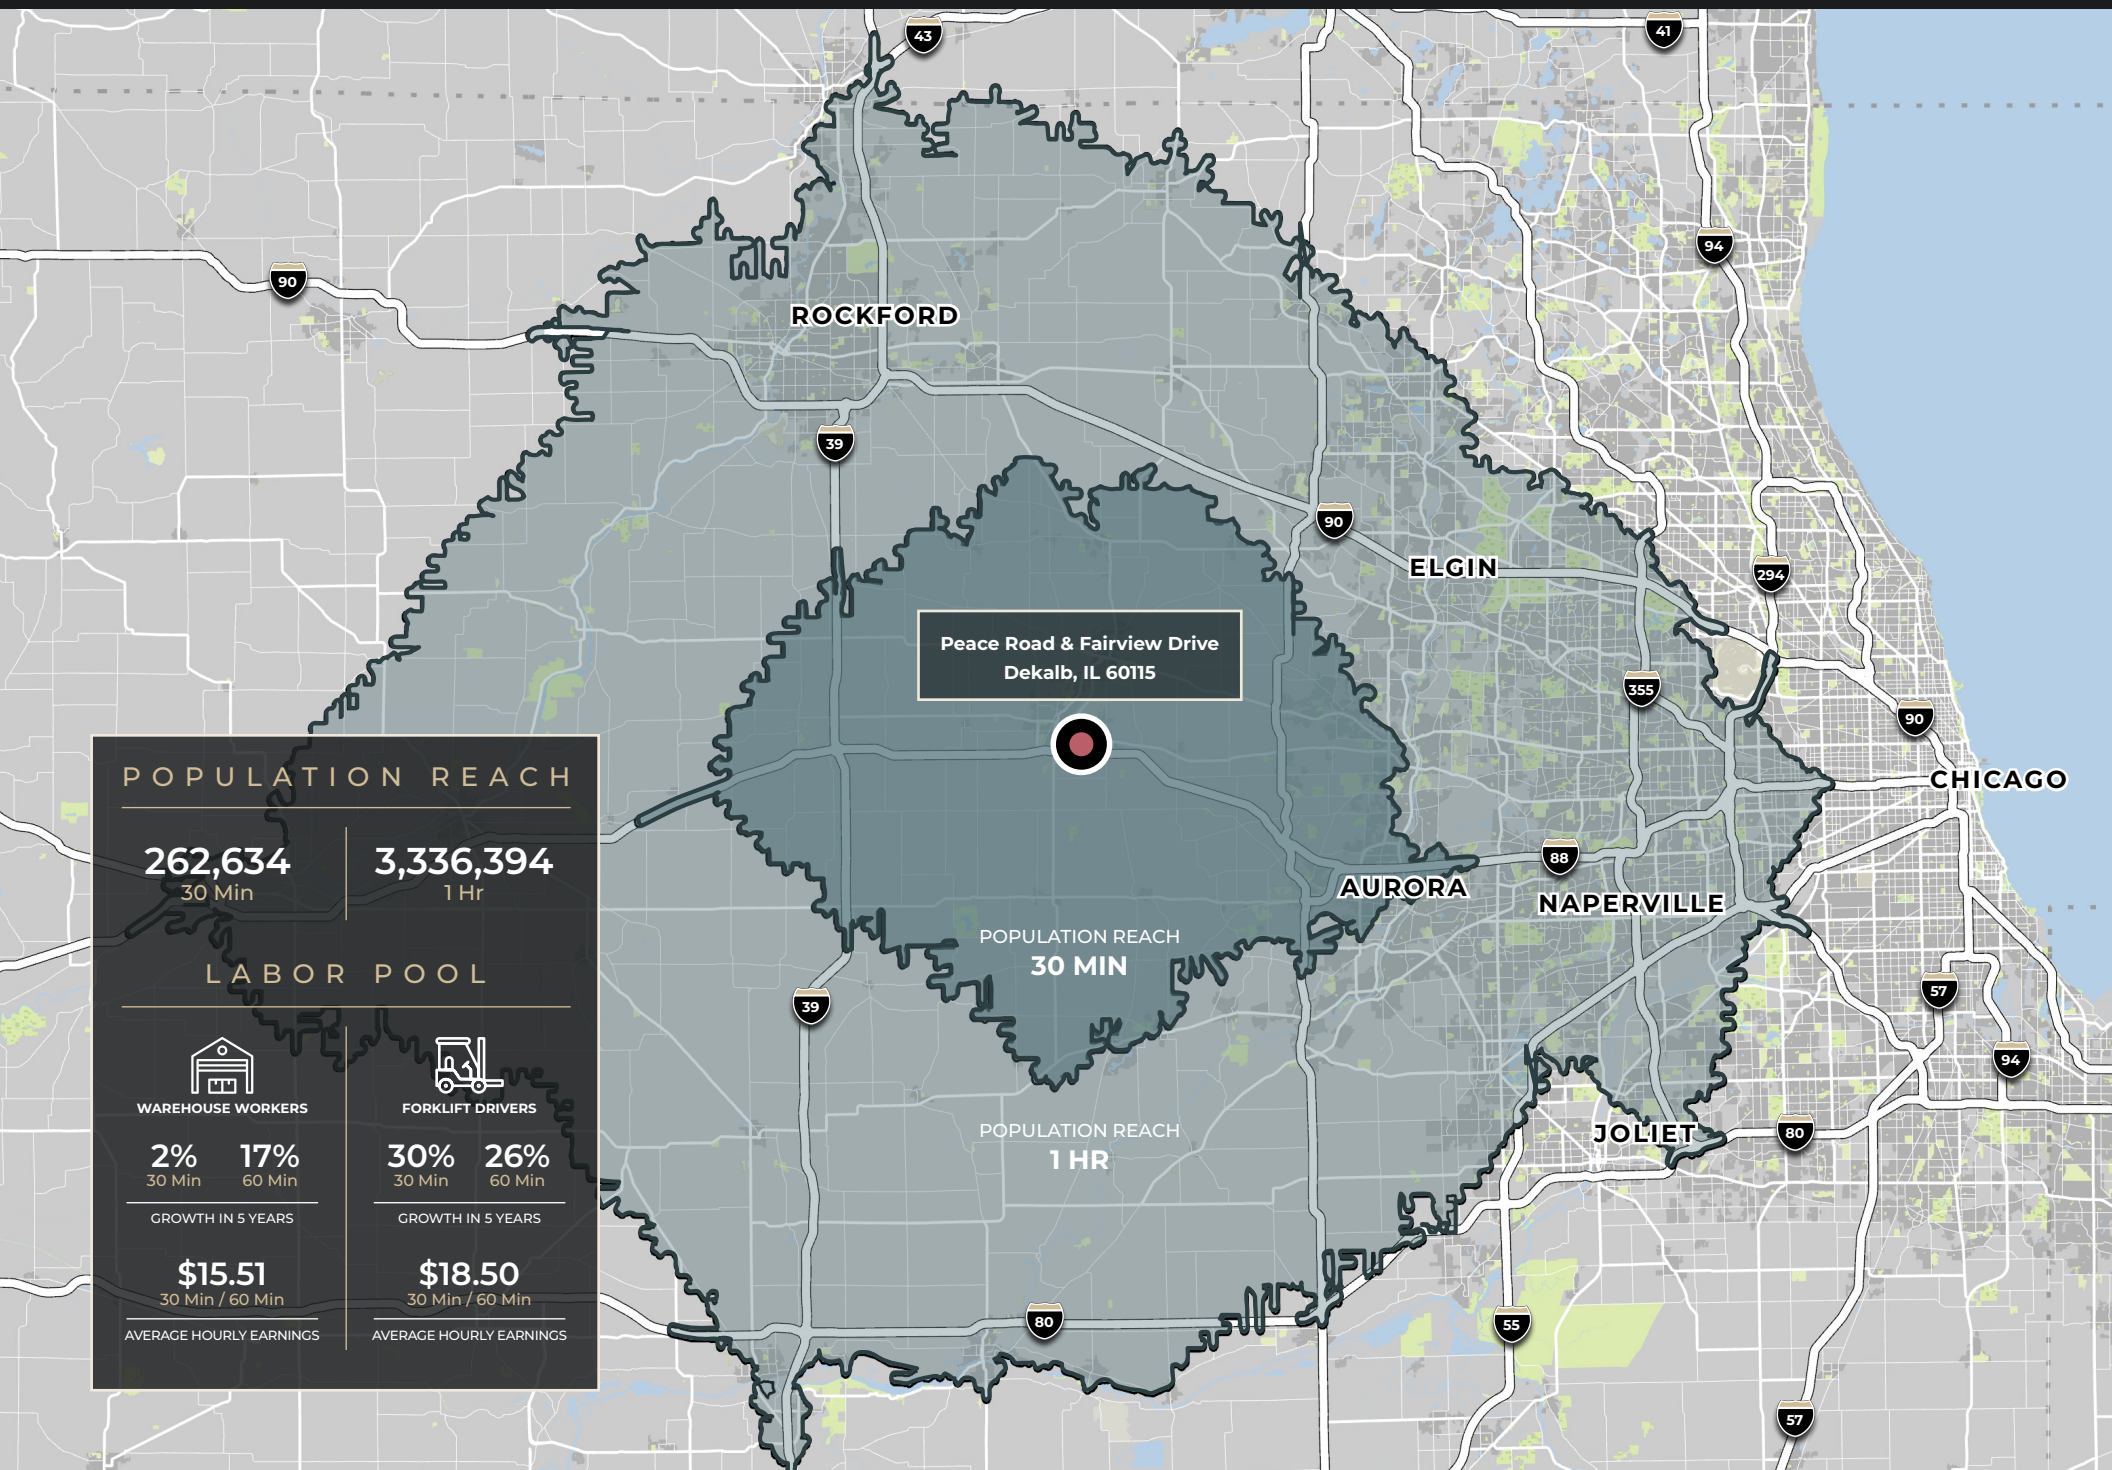 43
41
94
90
ROCKFORD
39
90
ELGIN
294
Peace Road & Fairview Drive
Dekalb, IL 60115
355
90
CHICAGO
POPULATION REACH
262,634
30 Min
3,336,394
1 Hr
88
AURORA
NAPERVILLE
POPULATION REACH
30 MIN
LABOR POOL
39
57
94
WAREHOUSE WORKERS
2%
30 Min
17%
60 Min
GROWTH IN 5 YEARS
$15.51
30 Min / 60 Min
AVERAGE HOURLY EARNINGS
FORKLIFT DRIVERS
30%
30 Min
26%
60 Min
GROWTH IN 5 YEARS
$18.50
30 Min / 60 Min
AVERAGE HOURLY EARNINGS
POPULATION REACH
1 HR
JOLIET
80
80
55
57